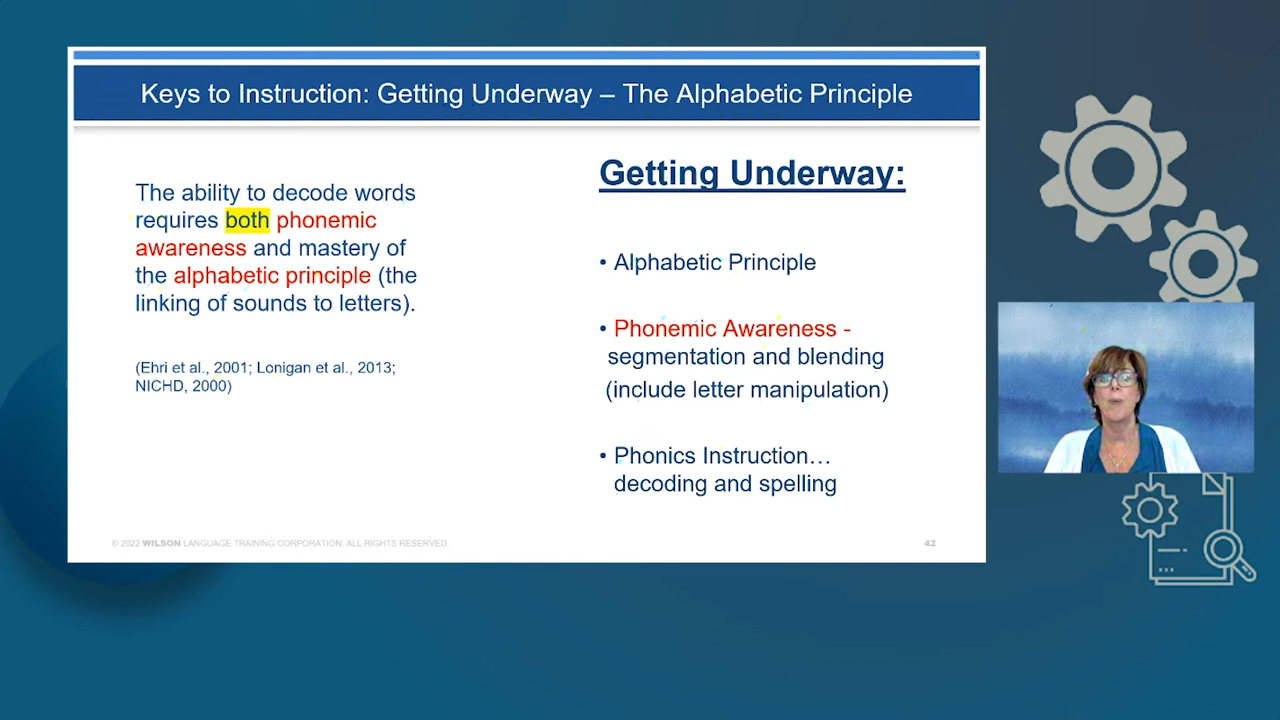 Keys to Instruction: Getting Underway – The Alphabetic Principle
The ability to decode words
requires both phonemic
awareness and mastery of
the alphabetic principle (the
linking of sounds to letters).
(Ehri et al., 2001; Lonigan et al., 2013;
NICHD, 2000)
Getting Underway:
• Alphabetic Principle
• Phonemic Awareness -
segmentation and blending
(include letter manipulation)
• Phonics Instruction…
decoding and spelling
© 2022 WILSON LANGUAGE TRAINING CORPORATION. ALL RIGHTS RESERVED.
42